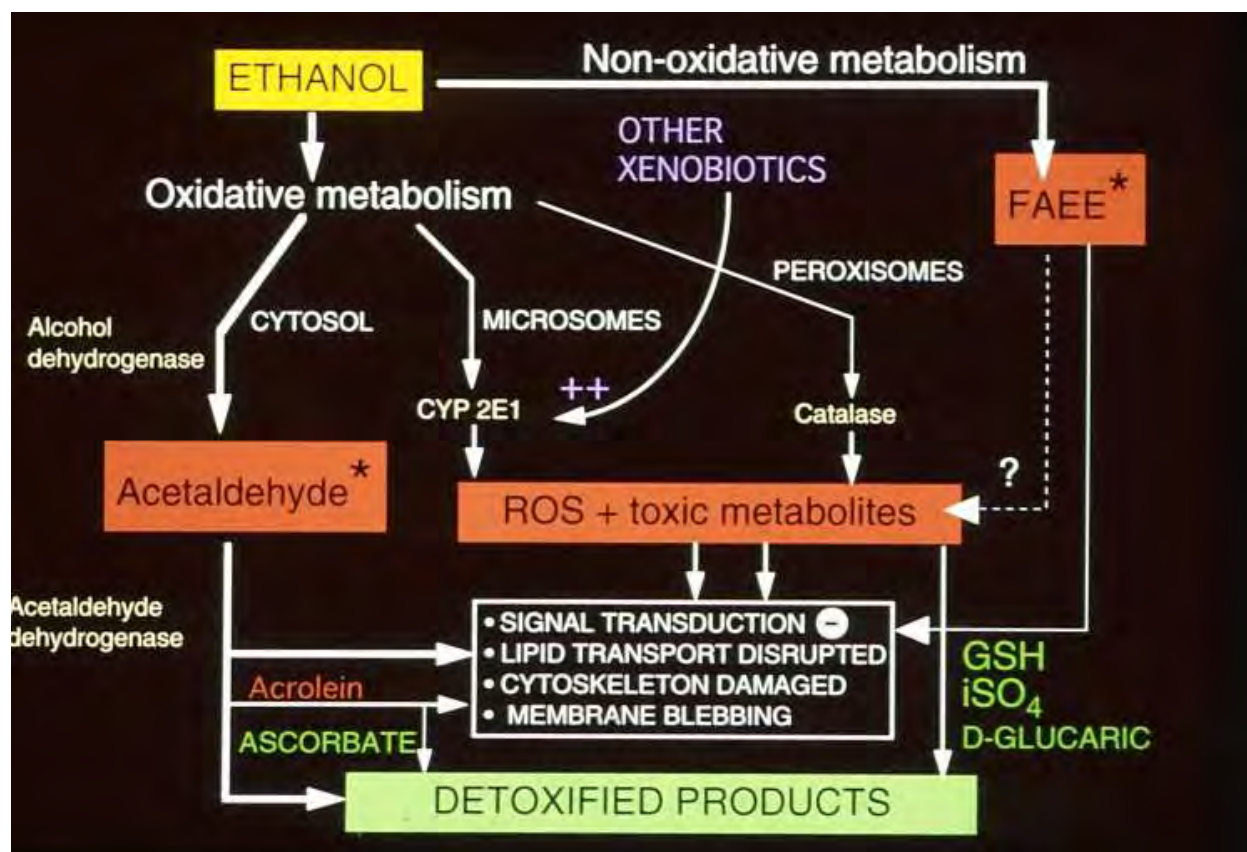 ETHANOL
Non-oxidative metabolism
OTHER
XENOBIOTICS
Oxidative metabolism
FAEE*
PEROXISOMES
Alcohol
dehydrogenase
CYTOSOL
MICROSOMES
++
CYP 2E1
Catalase
Acetaldehyde*
?
ROS + toxic metabolites
Acetaldehyde
dehydrogenase
• SIGNAL TRANSDUCTION −
• LIPID TRANSPORT DISRUPTED
• CYTOSKELETON DAMAGED
• MEMBRANE BLEBBING
GSH
iSO4
D-GLUCARIC
Acrolein
ASCORBATE
DETOXIFIED PRODUCTS